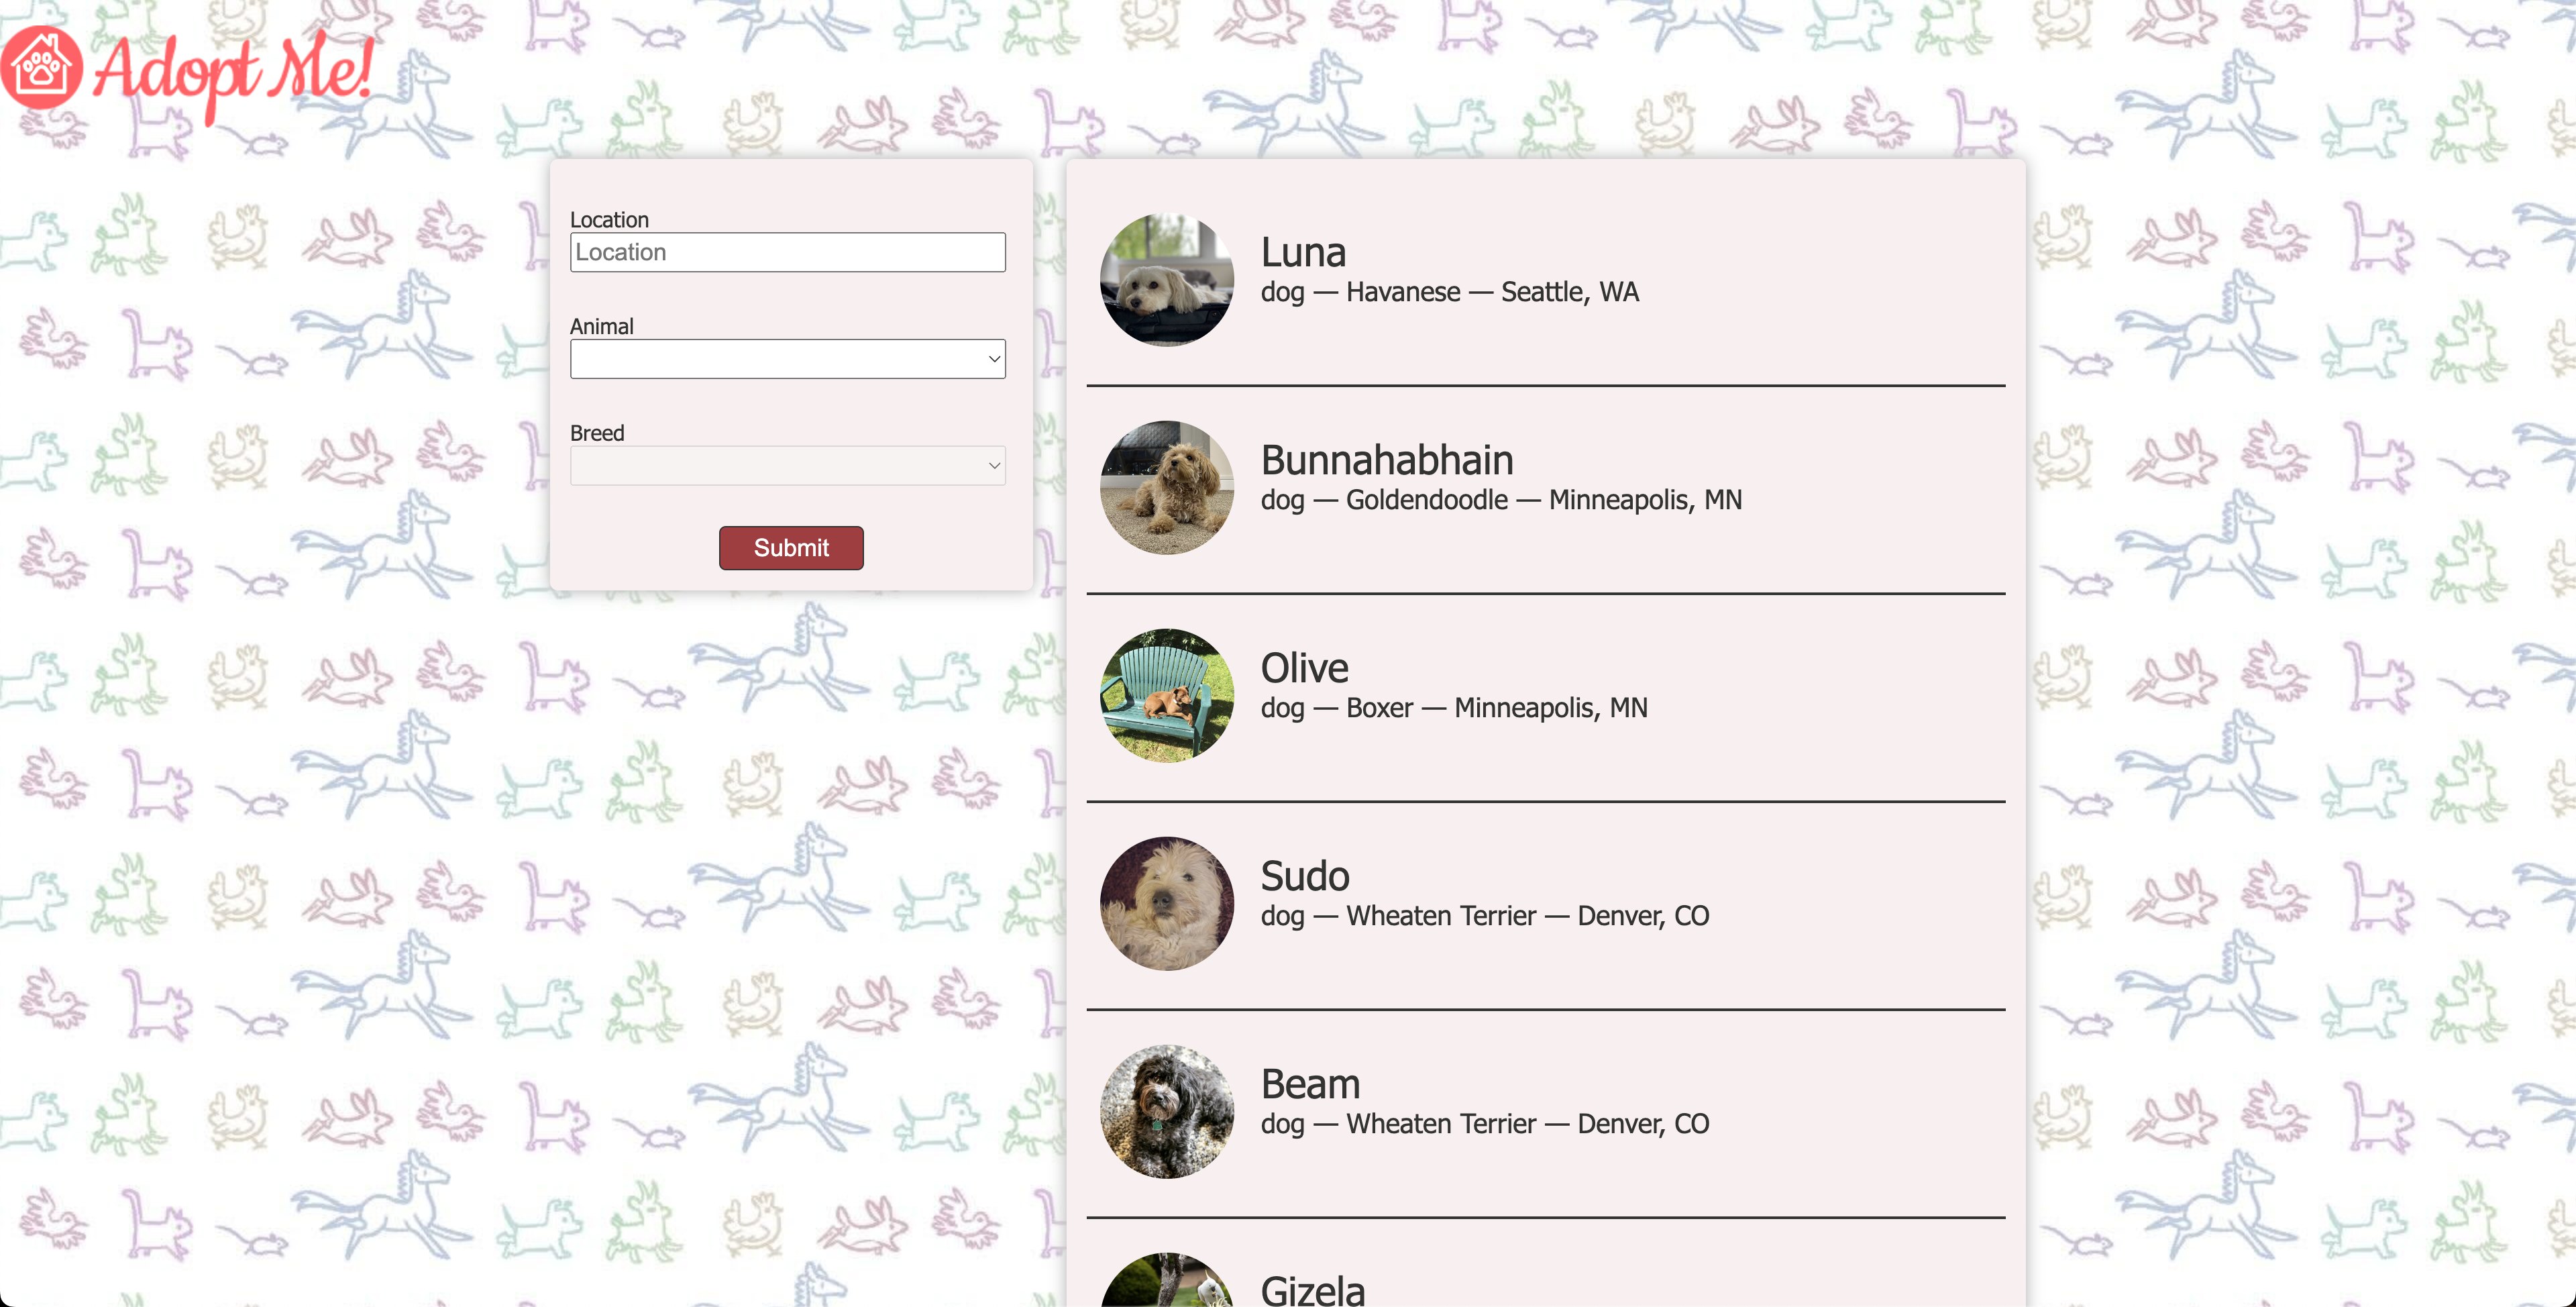 Adopt Me!
Location
Location
Animal
Breed
Submit
Luna
dog — Havanese — Seattle, WA
Bunnahabhain
dog — Goldendoodle — Minneapolis, MN
Olive
dog — Boxer — Minneapolis, MN
Sudo
dog — Wheaten Terrier — Denver, CO
Beam
dog — Wheaten Terrier — Denver, CO
Gizela